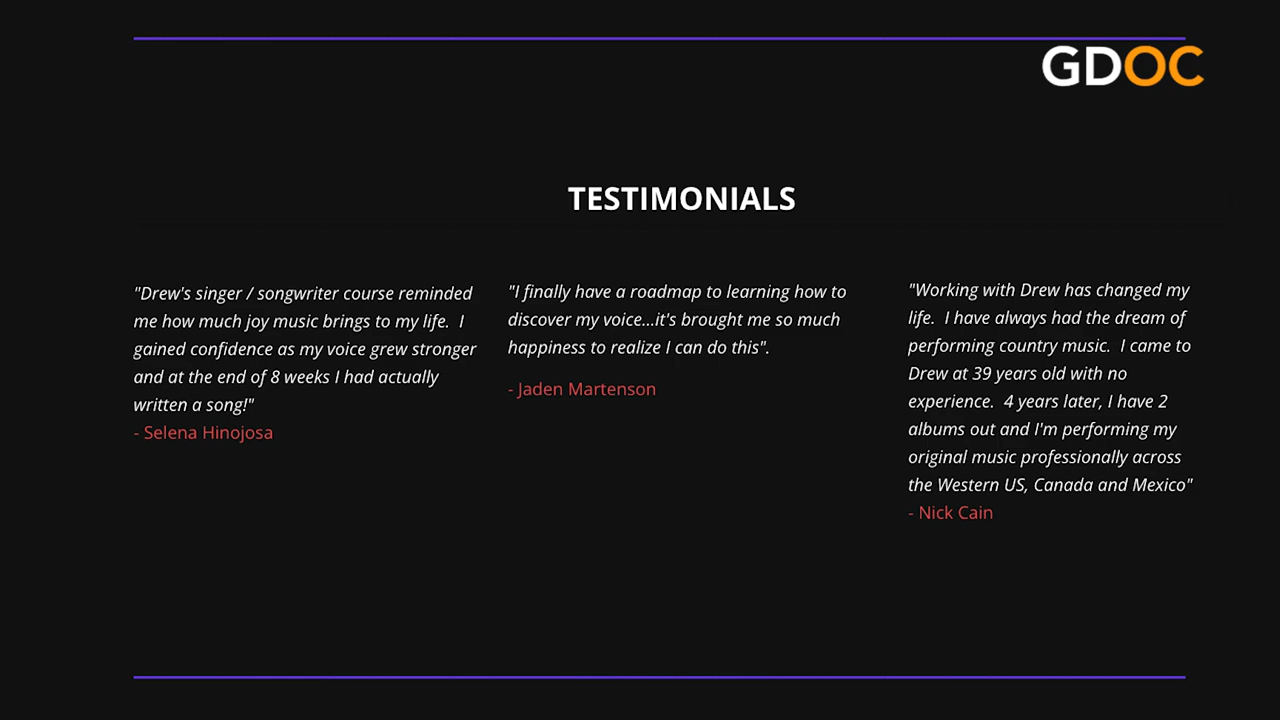 GDOC
TESTIMONIALS
"Drew's singer / songwriter course reminded
me how much joy music brings to my life.  I
gained confidence as my voice grew stronger
and at the end of 8 weeks I had actually
written a song!"
- Selena Hinojosa
"I finally have a roadmap to learning how to
discover my voice...it's brought me so much
happiness to realize I can do this".
- Jaden Martenson
"Working with Drew has changed my
life.  I have always had the dream of
performing country music.  I came to
Drew at 39 years old with no
experience.  4 years later, I have 2
albums out and I'm performing my
original music professionally across
the Western US, Canada and Mexico"
- Nick Cain